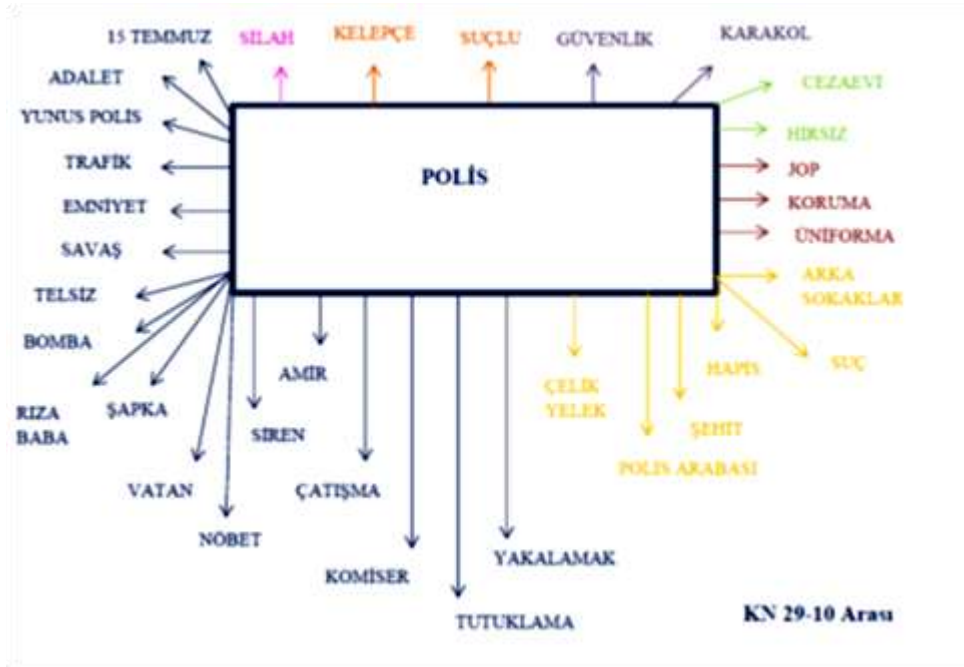 15 TEMMUZ
SİLAH
KELEPÇE
SUÇLU
GÜVENLİK
KARAKOL
ADALET
CEZAEVİ
YUNUS POLİS
HIRSIZ
TRAFİK
JOP
POLİS
EMNİYET
KORUMA
ÜNİFORMA
SAVAŞ
ARKA
SOKAKLAR
TELSİZ
BOMBA
AMİR
HAPİS
SUÇ
ÇELİK
YELEK
RIZA
BABA
ŞAPKA
SİREN
ŞEHİT
POLİS ARABASI
VATAN
ÇATIŞMA
NÖBET
YAKALAMAK
KOMİSER
TUTUKLAMA
KN 29-10 Arası